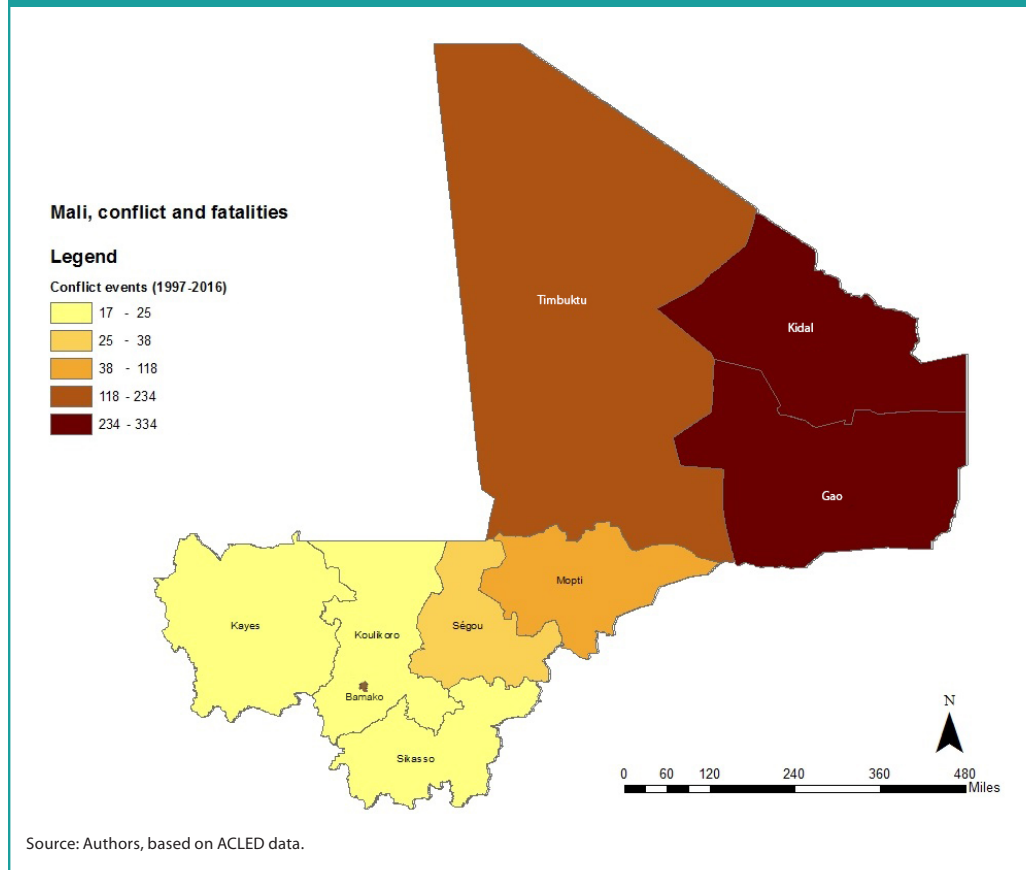 Mali, conflict and fatalities
Legend
Conflict events (1997-2016)
17 - 25
25 - 38
38 - 118
118 - 234
234 - 334
Timbuktu
Kidal
Gao
Mopti
Ségou
Kayes
Koulikoro
Bamako
Sikasso
N
0 60 120 240 360 480
Miles
Source: Authors, based on ACLED data.